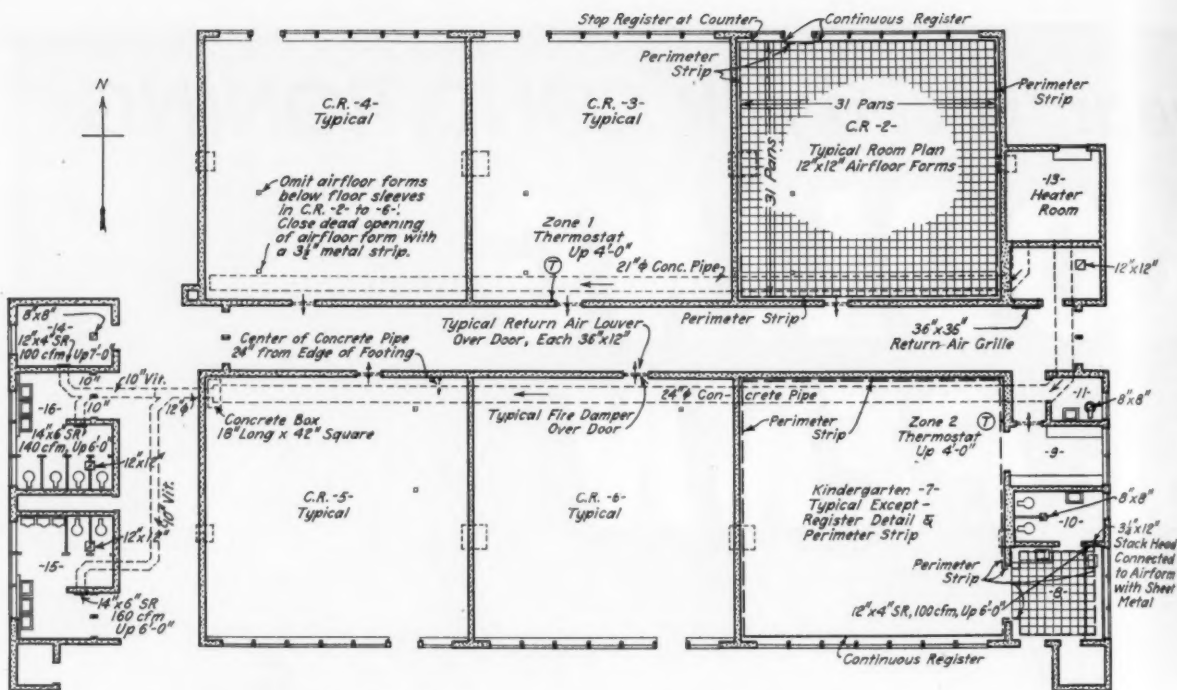 Stop Register at Counter
Continuous Register
Perimeter
Strip
Perimeter
Strip
N
C.R. -4-
Typical
C.R. -3-
Typical
31 Pans
31 Pans
C.R. -2-
Typical Room Plan
12"x12" Airfloor Forms
-13-
Heater
Room
Omit airfloor forms
below floor sleeves
in C.R. -2- to -6-.
Close dead opening
of airfloor form with
a 3½" metal strip.
Zone 1
Thermostat
Up 4'-0"
T
21"ϕ Conc. Pipe
12"x12"
8"x8"
-14-
12"x4" SR
100 cfm, Up 7'-0"
Center of Concrete Pipe
24" from Edge of Footing
Typical Return Air Louver
Over Door, Each 36"x12"
Perimeter Strip
36"x36"
Return-Air Grille
10"
10" Vit.
10"
12"ϕ
-16-
14"x6" SR
140 cfm, Up 6'-0"
12"x12"
Concrete Box
18" Long x 42" Square
24"ϕ Concrete Pipe
Typical Fire Damper
Over Door
Perimeter
Strip
Zone 2
Thermostat
Up 4'-0"
T
-11-
8"x8"
-9-
C.R. -5-
Typical
C.R. -6-
Typical
Kindergarten -7-
Typical Except-
Register Detail &
Perimeter Strip
8"x8"
-10-
12"x12"
10" Vit.
-15-
14"x6" SR
160 cfm
Up 6'-0"
Perimeter
Strip
12"x4" SR, 100 cfm, Up 6'-0"
-8-
x12"
Stack Head
Connected
to Airform
with Sheet
Metal
Continuous Register